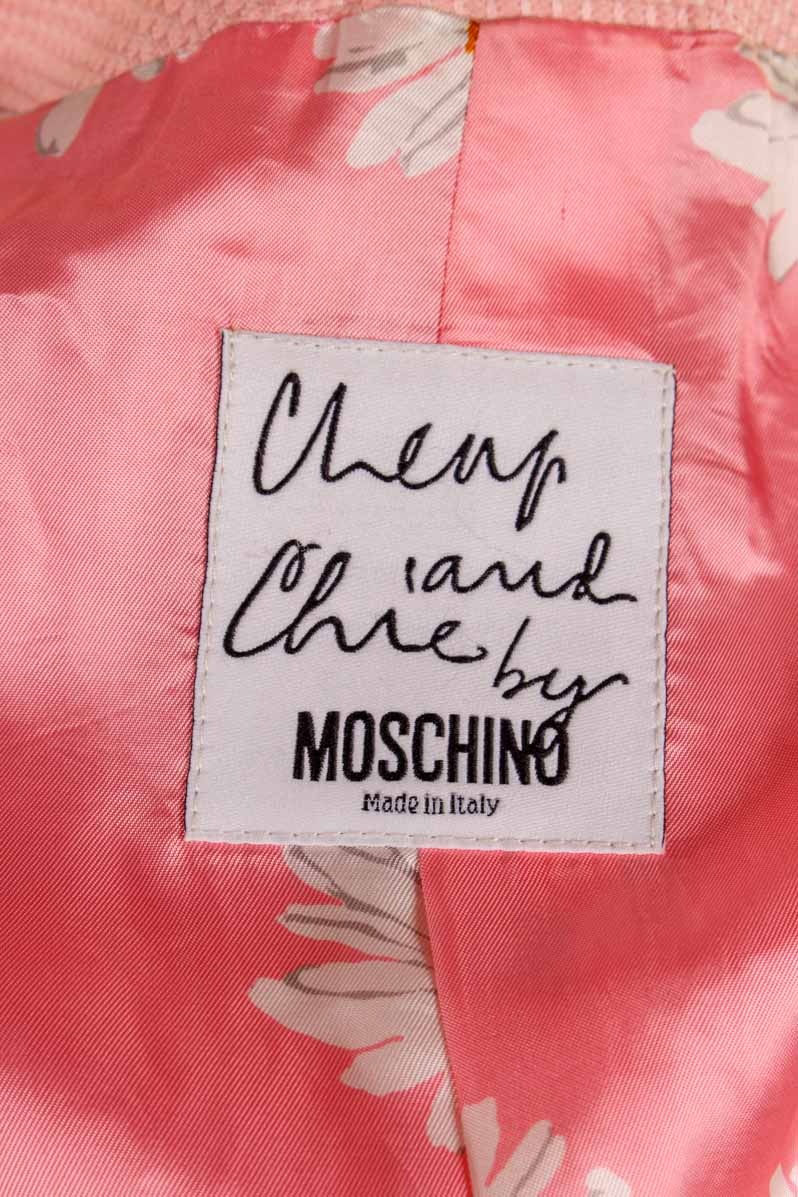 Cheap
and
Chic by
MOSCHINO
Made in Italy